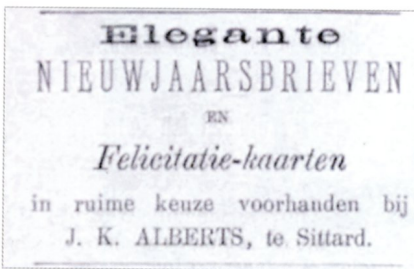 Elegante
NIEUWJAARSBRIEVEN
EN
Felicitatie-kaarten
in ruime keuze voorhanden bij
J. K. ALBERTS, te Sittard.